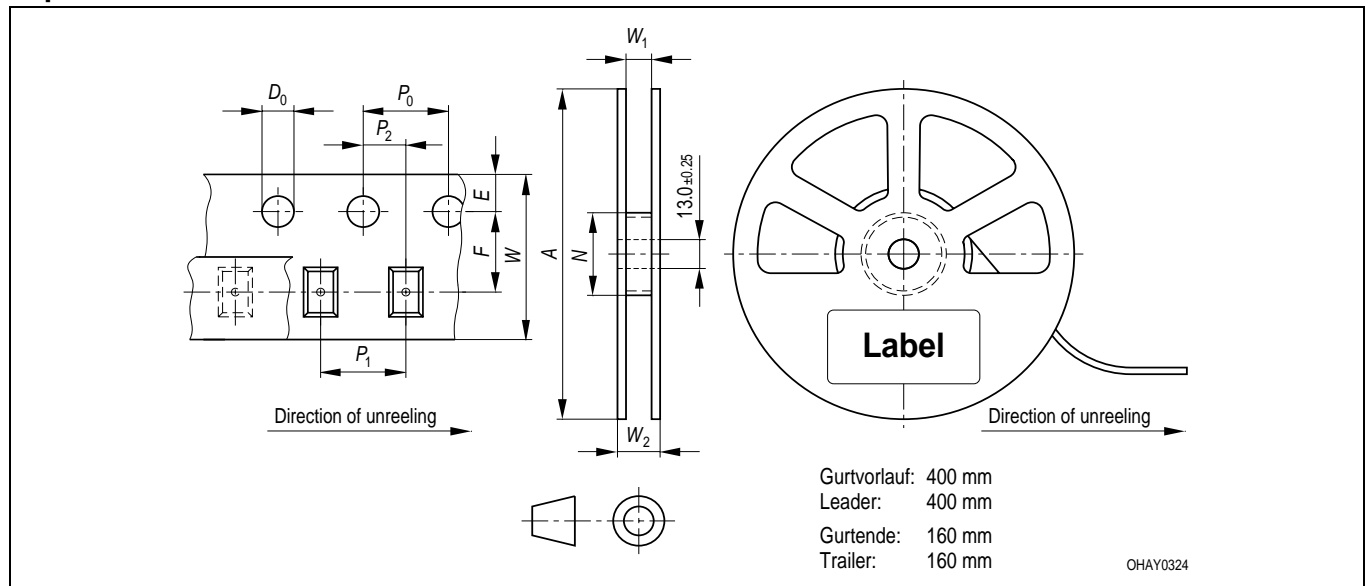 W₁
D₀
P₀
P₂
E
F
W
A
N
13.0±0.25
P₁
Label
Direction of unreeling
Direction of unreeling
W₂
Gurtvorlauf: 400 mm
Leader: 400 mm
Gurtende: 160 mm
Trailer: 160 mm
OHAY0324